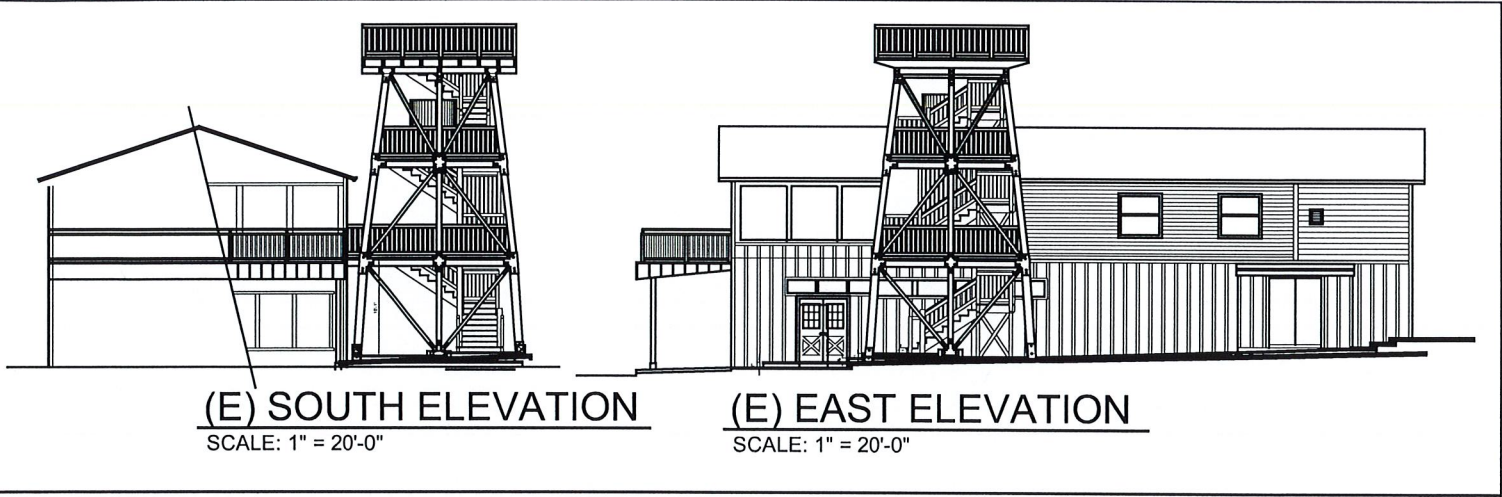 (E) SOUTH ELEVATION
SCALE: 1" = 20'-0"
(E) EAST ELEVATION
SCALE: 1" = 20'-0"